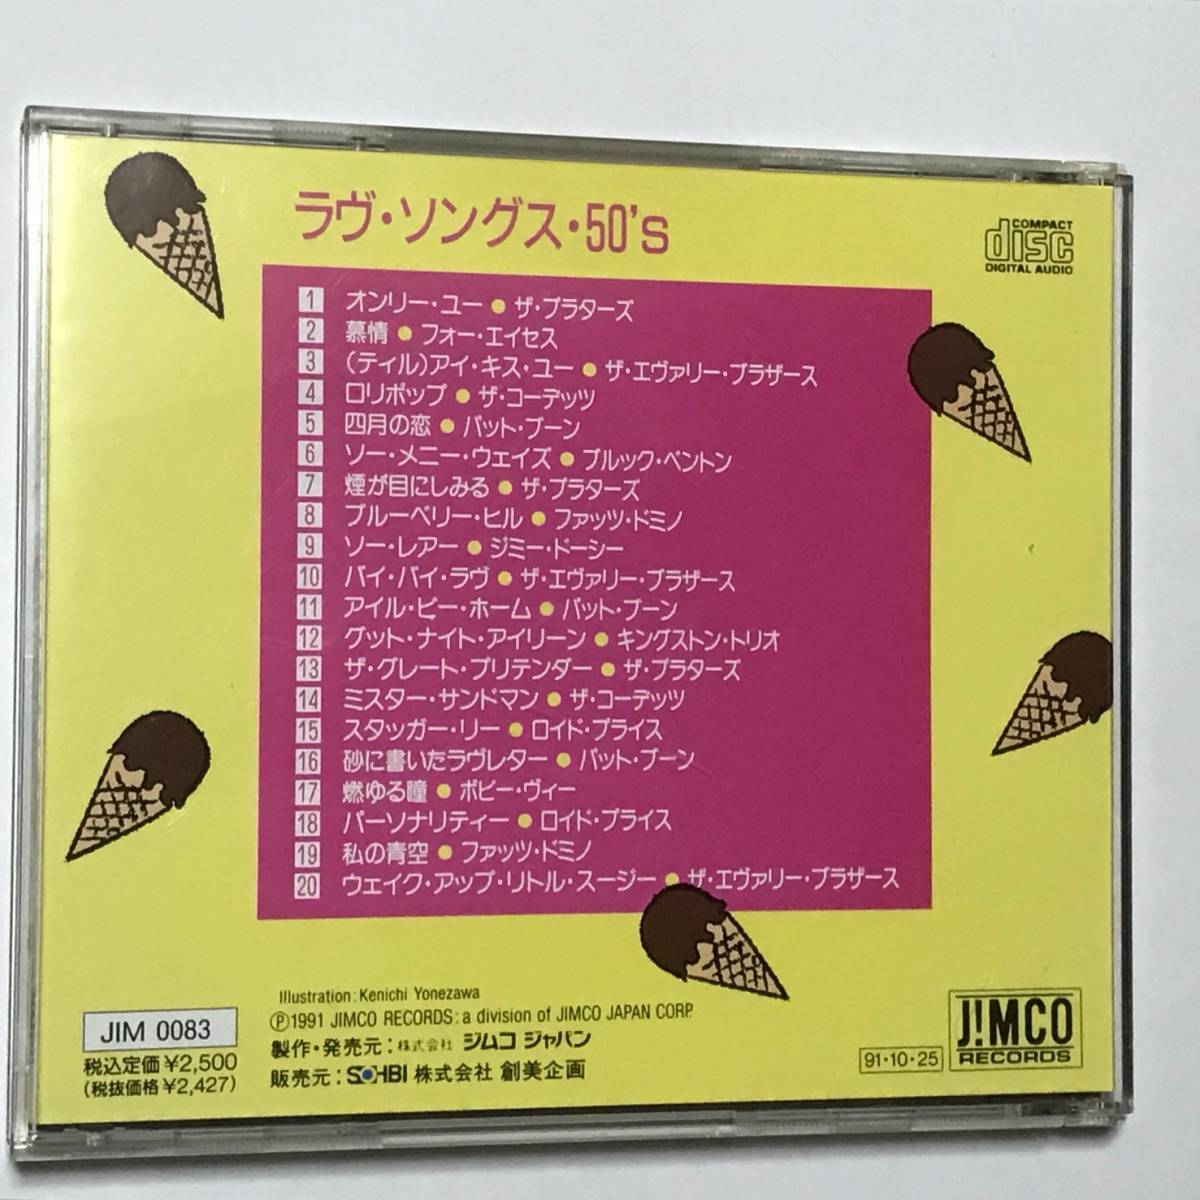 ラヴ・ソングス・50's
COMPACT
disc
DIGITAL AUDIO
1 オンリー・ユー ● ザ・プラターズ
2 慕情 ● フォー・エイセス
3 (ティル)アイ・キス・ユー ● ザ・エヴァリー・ブラザース
4 ロリポップ ● ザ・コーデッツ
5 四月の恋 ● パット・ブーン
6 ソー・メニー・ウェイズ ● ブルック・ベントン
7 煙が目にしみる ● ザ・プラターズ
8 ブルーベリー・ヒル ● ファッツ・ドミノ
9 ソー・レアー ● ジミー・ドーシー
10 バイ・バイ・ラヴ ● ザ・エヴァリー・ブラザース
11 アイル・ビー・ホーム ● パット・ブーン
12 グット・ナイト・アイリーン ● キングストン・トリオ
13 ザ・グレート・プリテンダー ● ザ・プラターズ
14 ミスター・サンドマン ● ザ・コーデッツ
15 スタッガー・リー ● ロイド・プライス
16 砂に書いたラヴレター ● パット・ブーン
17 燃ゆる瞳 ● ボビー・ヴィー
18 パーソナリティー ● ロイド・プライス
19 私の青空 ● ファッツ・ドミノ
20 ウェイク・アップ・リトル・スージー ● ザ・エヴァリー・ブラザース
Illustration: Kenichi Yonezawa
Ⓟ1991 JIMCO RECORDS: a division of JIMCO JAPAN CORP.
製作・発売元: 株式会社 ジムコ ジャパン
販売元: SOHBI 株式会社 創美企画
JIM 0083
税込定価¥2,500
(税抜価格¥2,427)
91・10・25
J!MCO
RECORDS